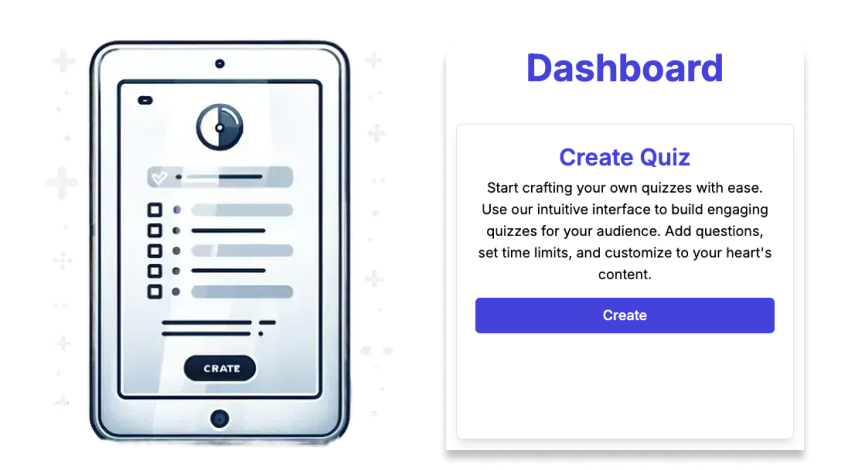 CRATE
Dashboard
Create Quiz
Start crafting your own quizzes with ease.
Use our intuitive interface to build engaging
quizzes for your audience. Add questions,
set time limits, and customize to your heart's
content.
Create